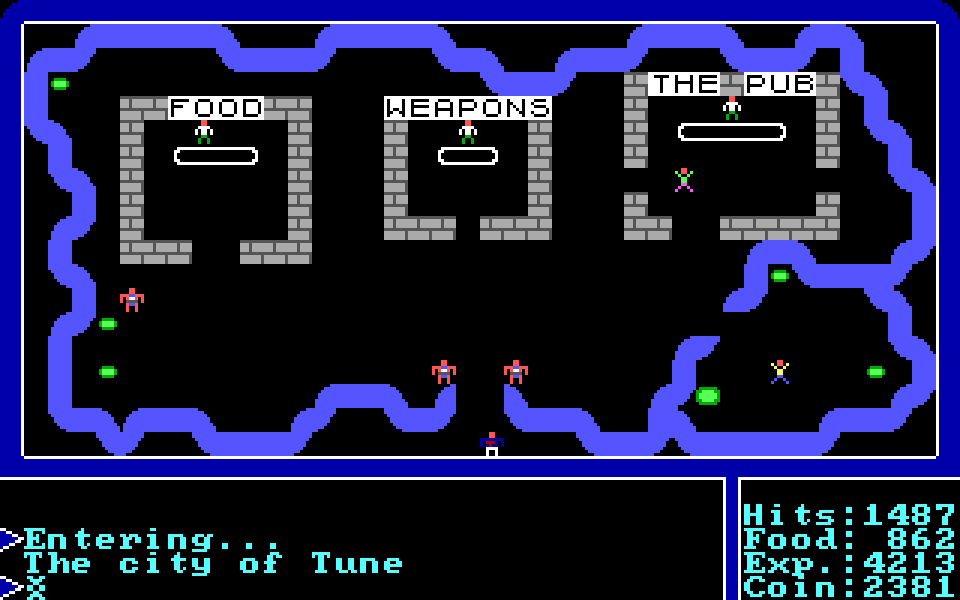 THE PUB
FOOD
WEAPONS
Entering...
The city of Tune
Hits:1487
Food: 862
Exp.:4213
Coin:2381